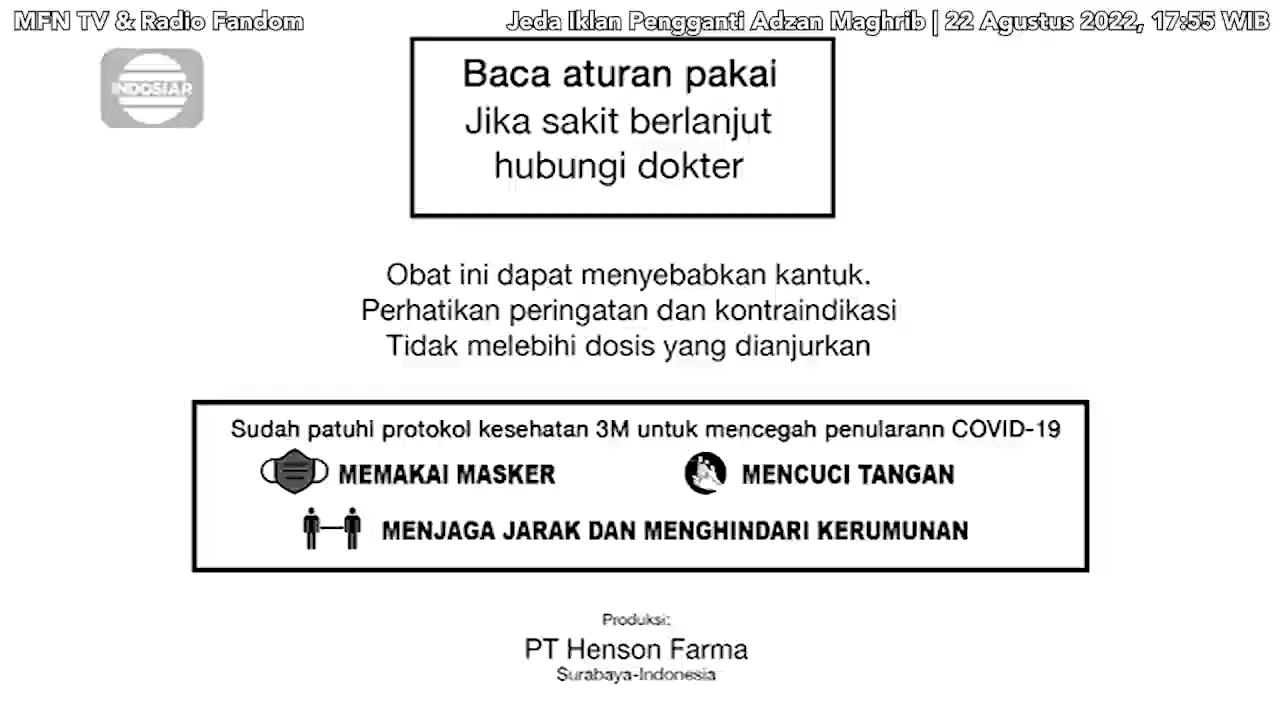 MFN TV & Radio Fandom
Jeda Iklan Pengganti Adzan Maghrib | 22 Agustus 2022, 17:55 WIB
INDOSIAR
Baca aturan pakai
Jika sakit berlanjut
hubungi dokter
Obat ini dapat menyebabkan kantuk.
Perhatikan peringatan dan kontraindikasi
Tidak melebihi dosis yang dianjurkan
Sudah patuhi protokol kesehatan 3M untuk mencegah penularann COVID-19
MEMAKAI MASKER
MENCUCI TANGAN
MENJAGA JARAK DAN MENGHINDARI KERUMUNAN
Produksi:
PT Henson Farma
Surabaya-Indonesia